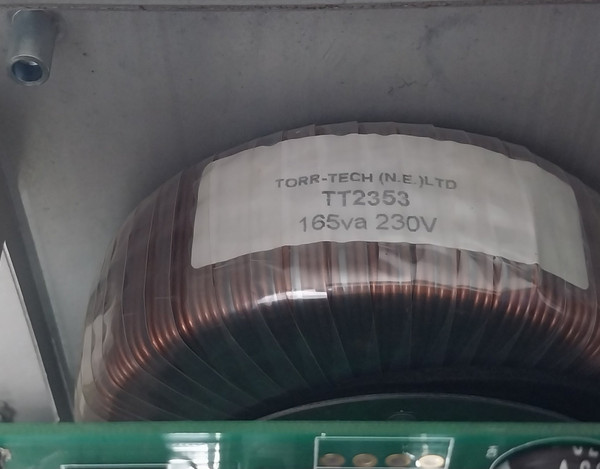 TORR-TECH (N.E.)LTD
TT2353
165va 230V